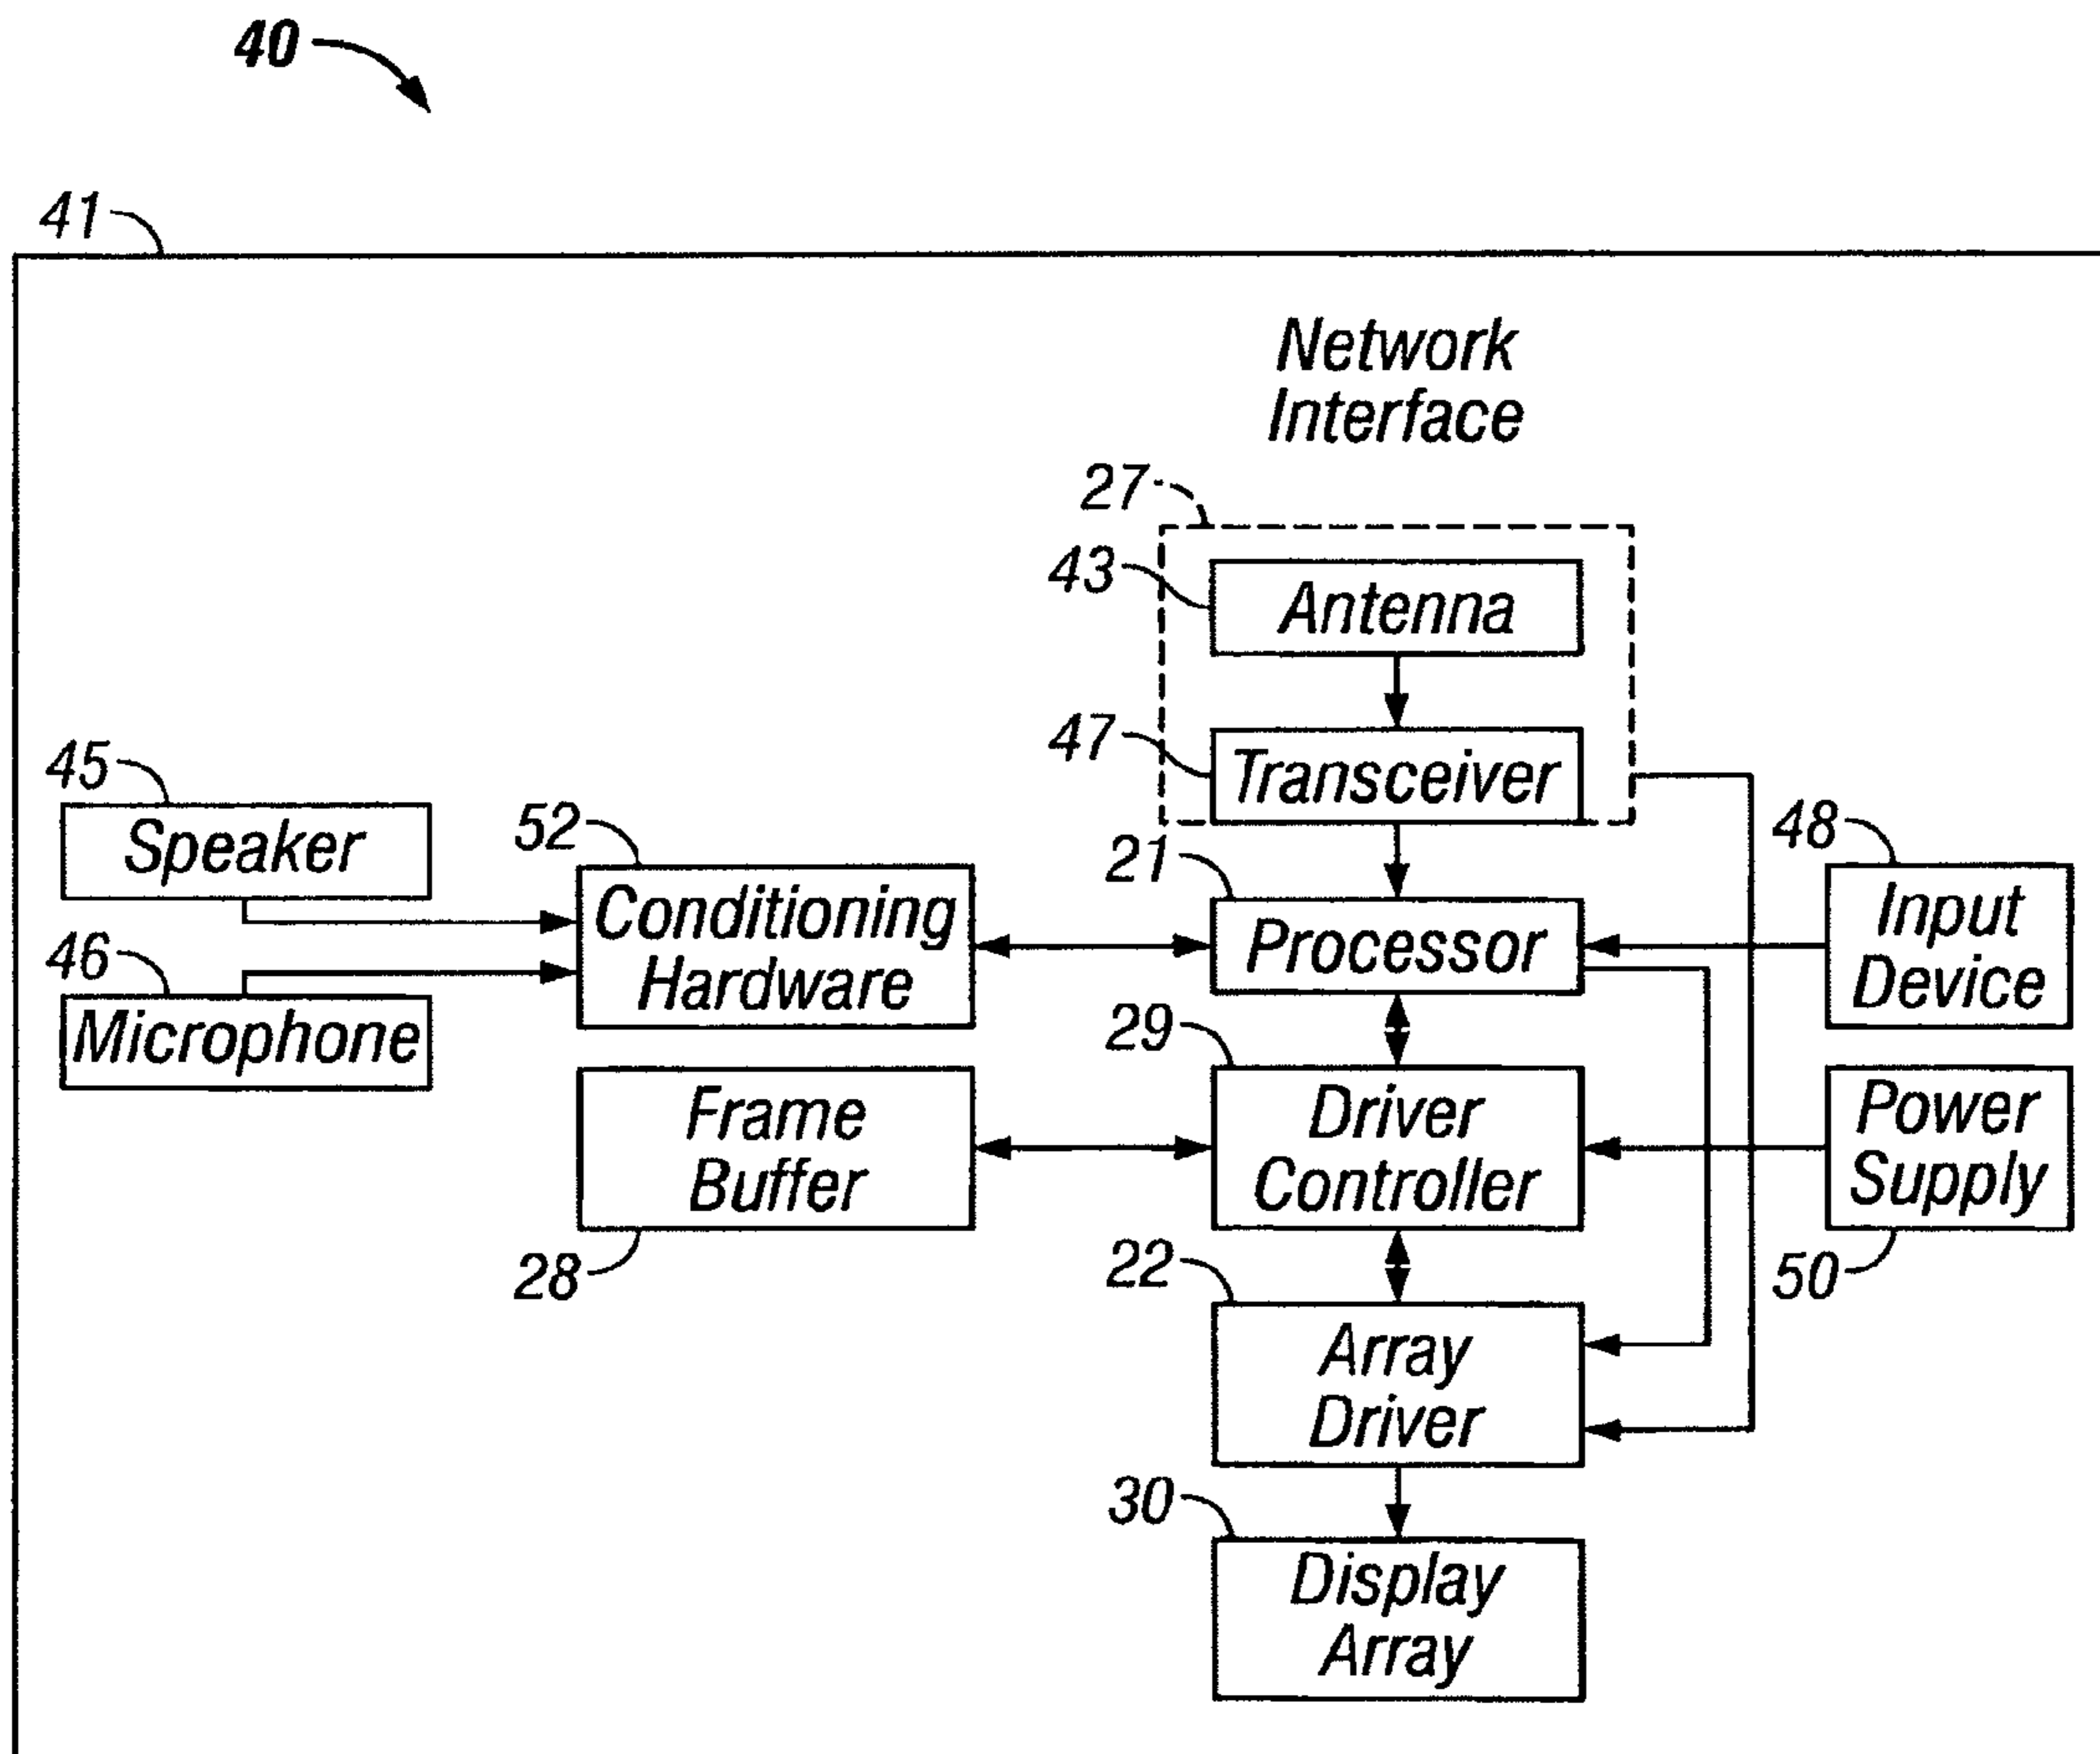 40
41
Network
Interface
27
43
Antenna
47
Transceiver
45
Speaker
52
Conditioning
Hardware
21
Processor
48
Input
Device
46
Microphone
29
Driver
Controller
Frame
Buffer
28
Power
Supply
50
22
Array
Driver
30
Display
Array